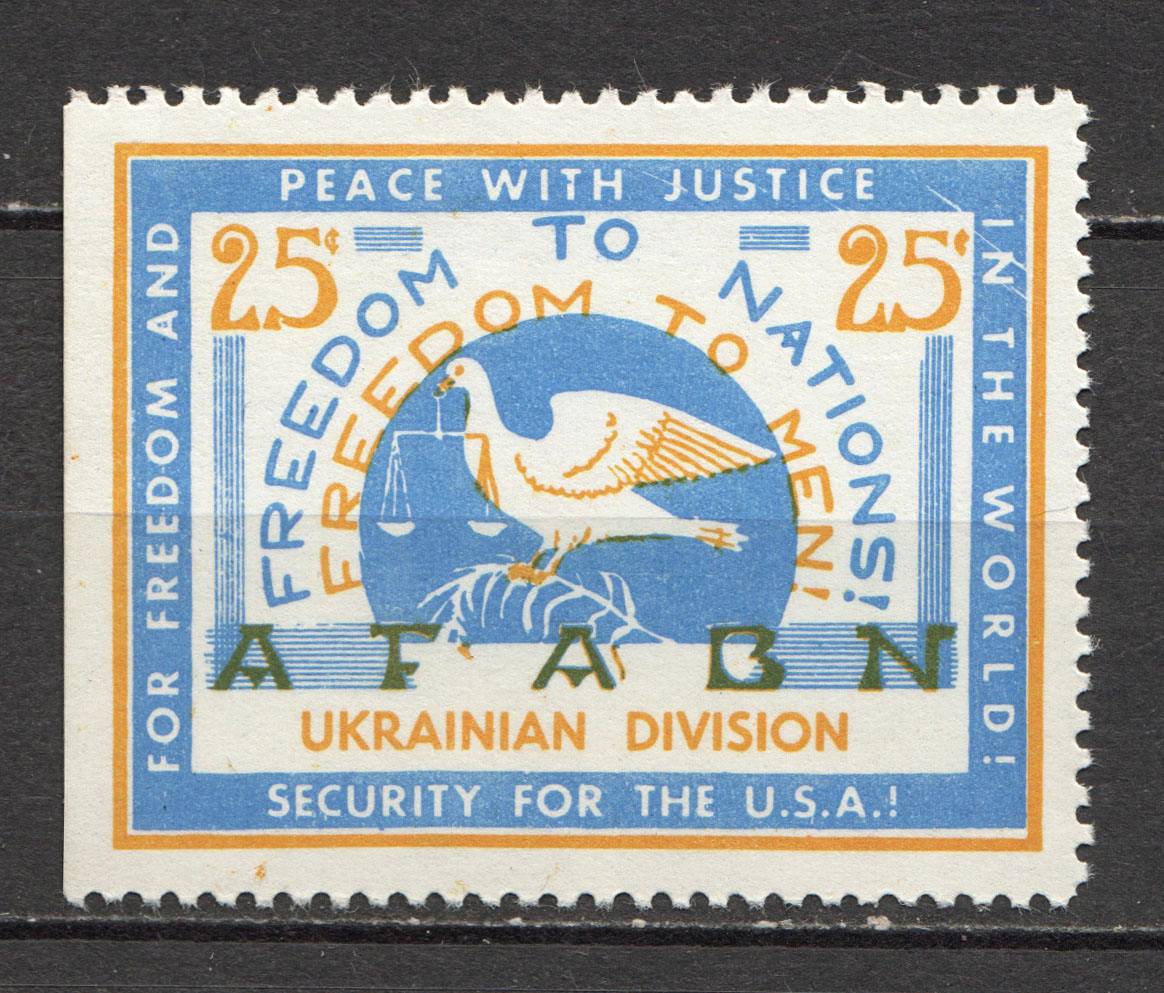 PEACE WITH JUSTICE
FOR FREEDOM AND
IN THE WORLD!
25¢
25¢
FREEDOM TO NATIONS!
FREEDOM TO MEN!
A F A B N
UKRAINIAN DIVISION
SECURITY FOR THE U.S.A.!